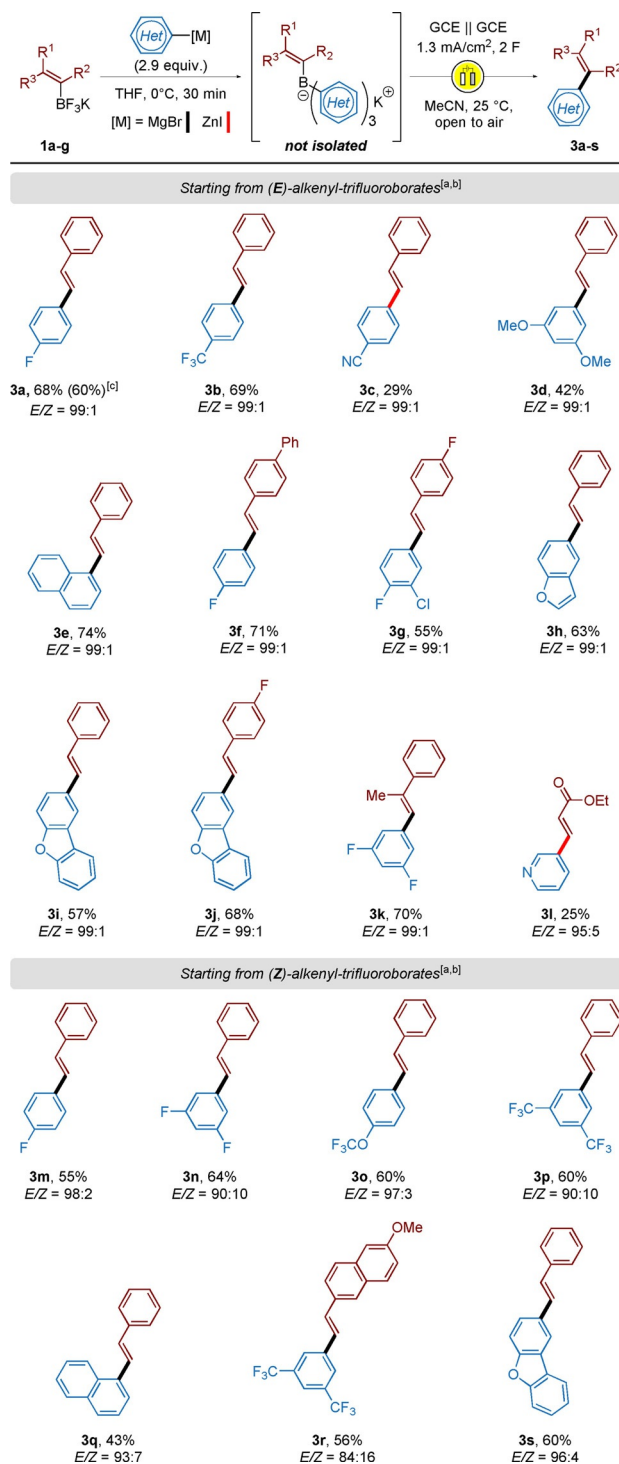 R1
R3
R2
BF3K
1a-g
Het
[M]
(2.9 equiv.)
THF, 0°C, 30 min
[M] = MgBr ZnI
R1
R3
R2
B
⊖
Het
3
K⊕
not isolated
GCE || GCE
1.3 mA/cm2, 2 F
MeCN, 25 °C,
open to air
R1
R3
R2
Het
3a-s
Starting from (E)-alkenyl-trifluoroborates[a,b]
F
F3C
NC
MeO
OMe
3a, 68% (60%)[c]
E/Z = 99:1
3b, 69%
E/Z = 99:1
3c, 29%
E/Z = 99:1
3d, 42%
E/Z = 99:1
Ph
F
F
F
Cl
O
3e, 74%
E/Z = 99:1
3f, 71%
E/Z = 99:1
3g, 55%
E/Z = 99:1
3h, 63%
E/Z = 99:1
O
F
O
Me
F
F
O
OEt
N
3i, 57%
E/Z = 99:1
3j, 68%
E/Z = 99:1
3k, 70%
E/Z = 99:1
3l, 25%
E/Z = 95:5
Starting from (Z)-alkenyl-trifluoroborates[a,b]
F
F
F
F3CO
F3C
CF3
3m, 55%
E/Z = 98:2
3n, 64%
E/Z = 90:10
3o, 60%
E/Z = 97:3
3p, 60%
E/Z = 90:10
OMe
F3C
CF3
O
3q, 43%
E/Z = 93:7
3r, 56%
E/Z = 84:16
3s, 60%
E/Z = 96:4